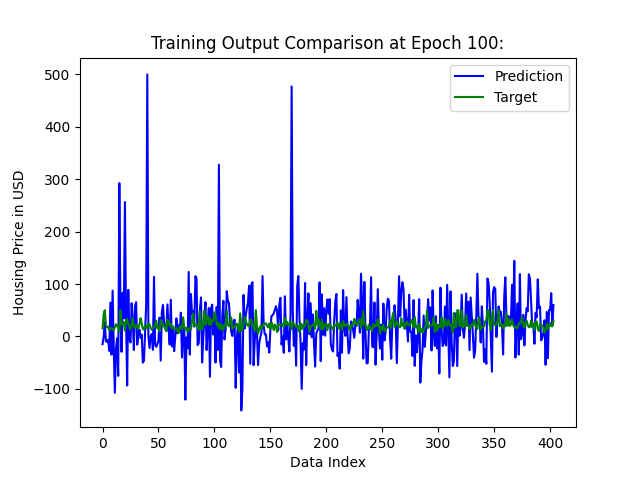 Training Output Comparison at Epoch 100:
Prediction
Target
500
400
300
200
100
0
−100
Housing Price in USD
0 50 100 150 200 250 300 350 400
Data Index